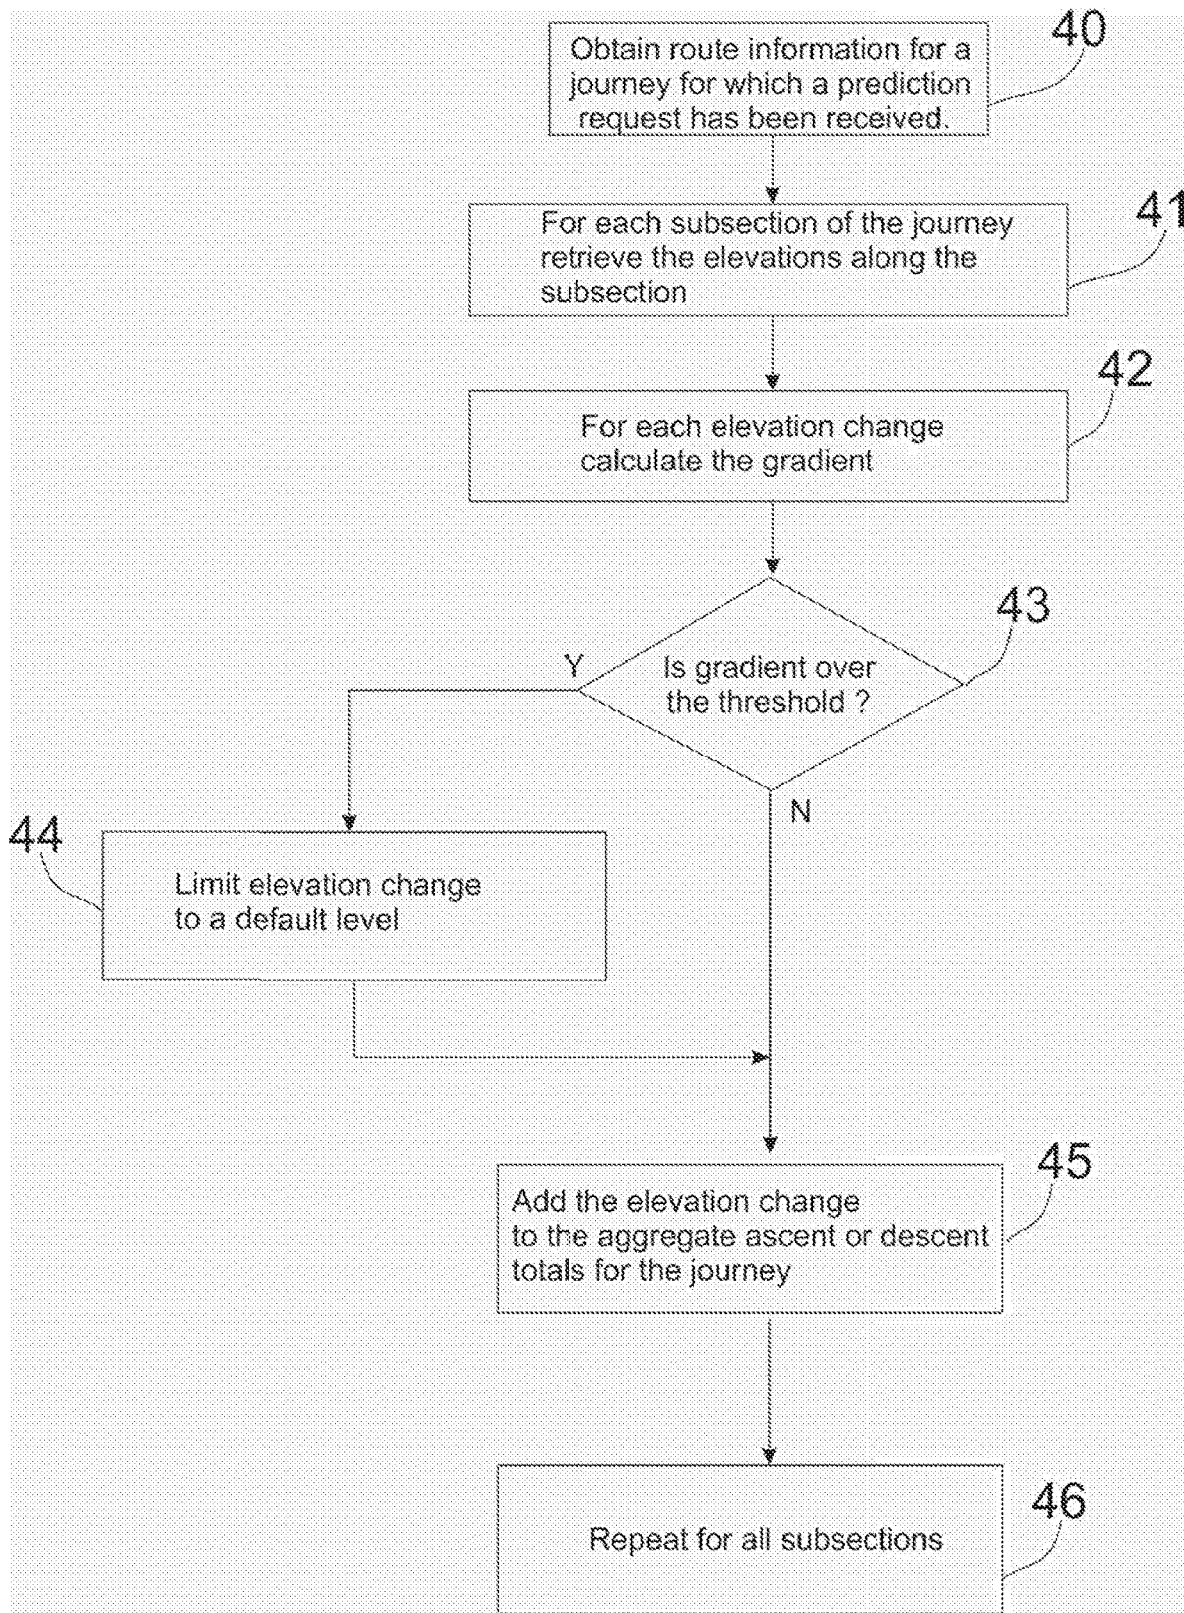 40
Obtain route information for a
journey for which a prediction
request has been received.
41
For each subsection of the journey
retrieve the elevations along the
subsection
42
For each elevation change
calculate the gradient
43
Is gradient over
the threshold ?
Y
N
44
Limit elevation change
to a default level
45
Add the elevation change
to the aggregate ascent or descent
totals for the journey
46
Repeat for all subsections